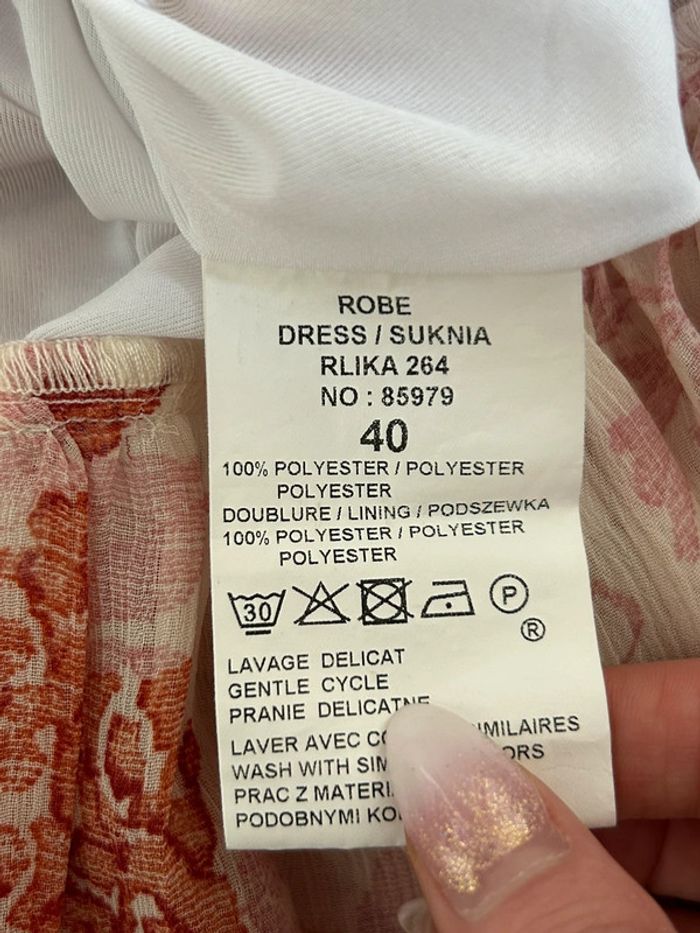 ROBE
DRESS / SUKNIA
RLIKA 264
NO : 85979
40
100% POLYESTER / POLYESTER
POLYESTER
DOUBLURE / LINING / PODSZEWKA
100% POLYESTER / POLYESTER
POLYESTER
30 P
®
LAVAGE DELICAT
GENTLE CYCLE
PRANIE DELICATNE
LAVER AVEC
WASH WITH
PRAC Z
PODOBNYMI